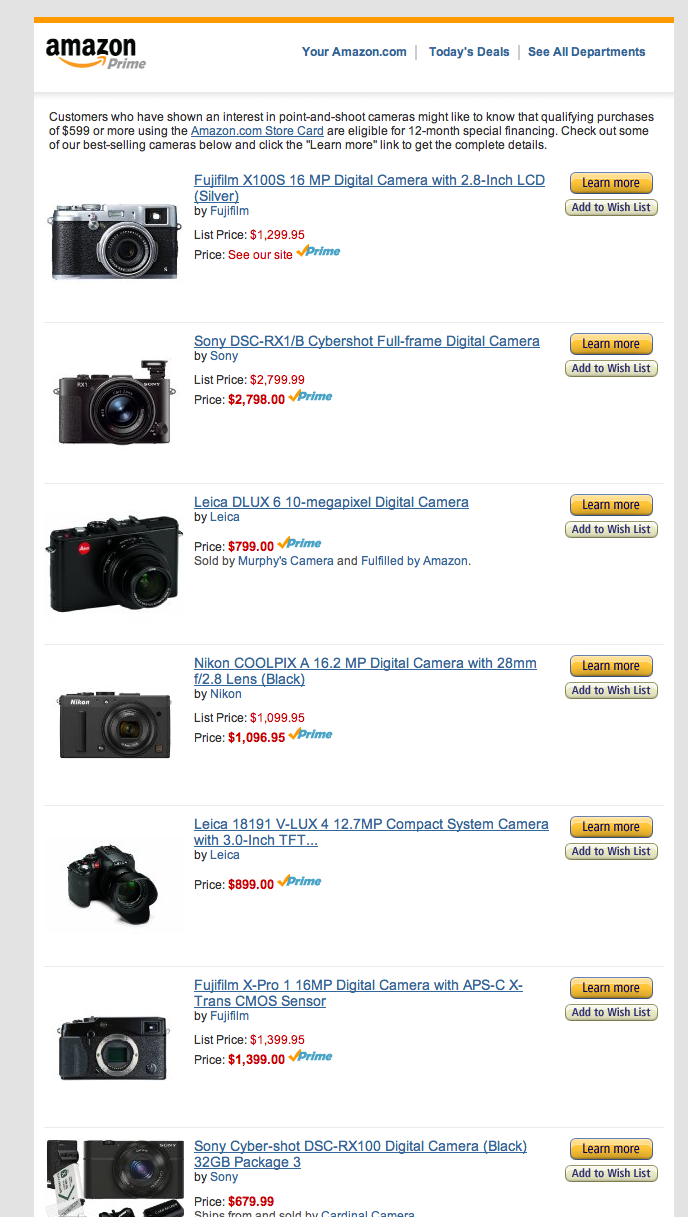 amazon
Prime
Your Amazon.com | Today's Deals | See All Departments
Customers who have shown an interest in point-and-shoot cameras might like to know that qualifying purchases
of $599 or more using the Amazon.com Store Card are eligible for 12-month special financing. Check out some
of our best-selling cameras below and click the "Learn more" link to get the complete details.
Fujifilm X100S 16 MP Digital Camera with 2.8-Inch LCD
(Silver)
by Fujifilm
List Price: $1,299.95
Price: See our site Prime
Learn more
Add to Wish List
Sony DSC-RX1/B Cybershot Full-frame Digital Camera
by Sony
List Price: $2,799.99
Price: $2,798.00 Prime
Learn more
Add to Wish List
RX1
SONY
Leica DLUX 6 10-megapixel Digital Camera
by Leica
Price: $799.00 Prime
Sold by Murphy's Camera and Fulfilled by Amazon.
Learn more
Add to Wish List
Nikon COOLPIX A 16.2 MP Digital Camera with 28mm
f/2.8 Lens (Black)
by Nikon
List Price: $1,099.95
Price: $1,096.95 Prime
Learn more
Add to Wish List
Nikon
Leica 18191 V-LUX 4 12.7MP Compact System Camera
with 3.0-Inch TFT...
by Leica
Price: $899.00 Prime
Learn more
Add to Wish List
Fujifilm X-Pro 1 16MP Digital Camera with APS-C X-
Trans CMOS Sensor
by Fujifilm
List Price: $1,399.95
Price: $1,399.00 Prime
Learn more
Add to Wish List
Sony Cyber-shot DSC-RX100 Digital Camera (Black)
32GB Package 3
by Sony
Price: $679.99
Ships from and sold by Cardinal Camera
Learn more
Add to Wish List
SONY